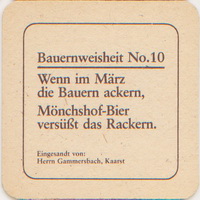 Bauernweisheit No.10
Wenn im März
die Bauern ackern,
Mönchshof-Bier
versüßt das Rackern.
Eingesandt von:
Herrn Gammersbach, Kaarst